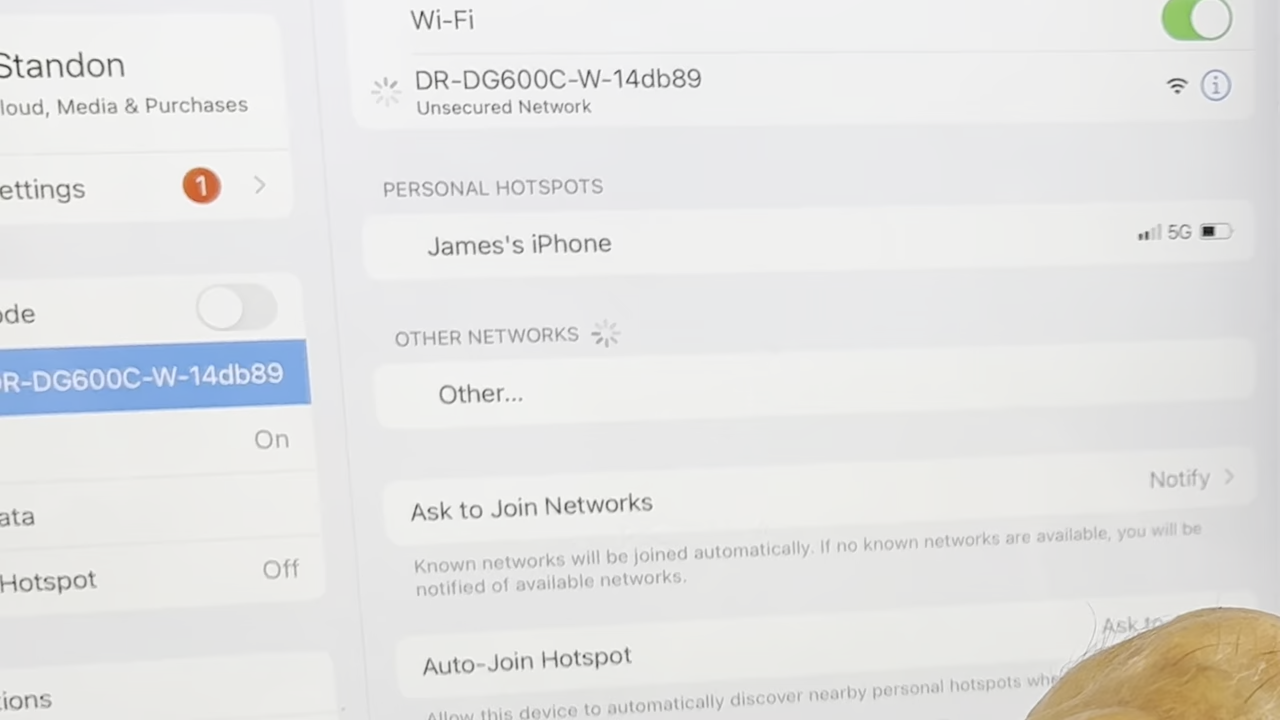 Wi-Fi
Standon
DR-DG600C-W-14db89
Unsecured Network
loud, Media & Purchases
ettings
1
PERSONAL HOTSPOTS
James's iPhone
5G
ode
OTHER NETWORKS
R-DG600C-W-14db89
Other...
On
Ask to Join Networks
Notify
ata
Known networks will be joined automatically. If no known networks are available, you will be
notified of available networks.
Hotspot
Off
Auto-Join Hotspot
Ask to
tions
Allow this device to automatically discover nearby personal hotspots